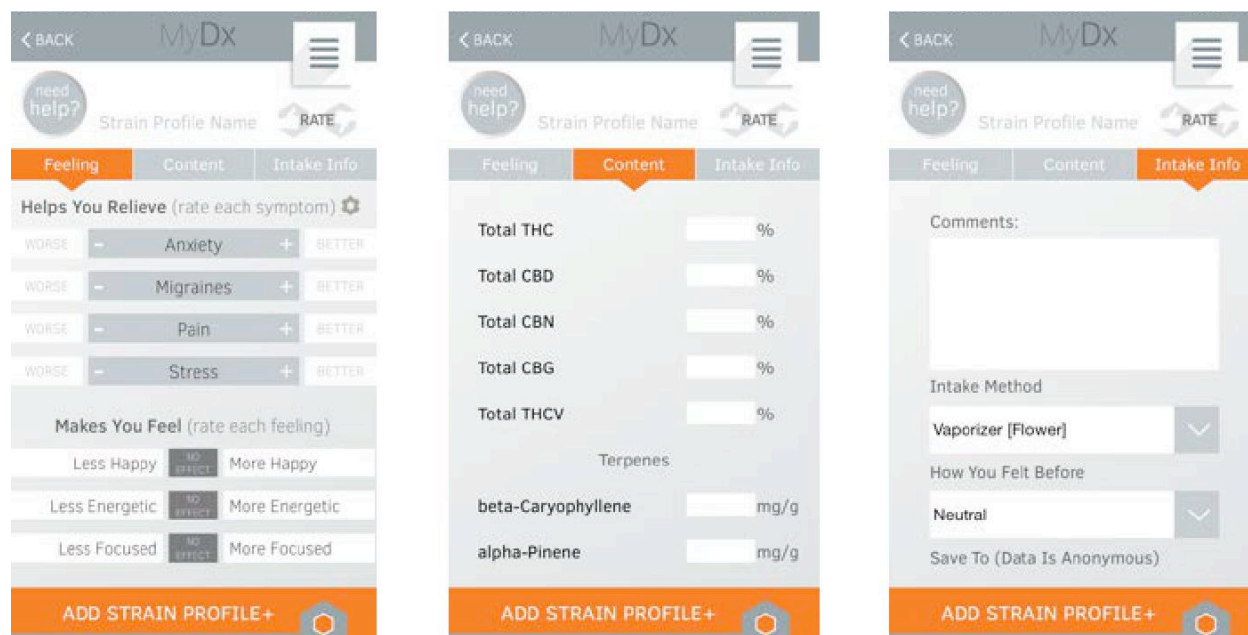 < BACK MyDx
need
help?
Strain Profile Name RATE
Feeling Content Intake Info
Helps You Relieve (rate each symptom)
WORSE - Anxiety + BETTER
WORSE - Migraines + BETTER
WORSE - Pain + BETTER
WORSE - Stress + BETTER
Makes You Feel (rate each feeling)
Less Happy NO EFFECT More Happy
Less Energetic NO EFFECT More Energetic
Less Focused NO EFFECT More Focused
ADD STRAIN PROFILE+
< BACK MyDx
need
help?
Strain Profile Name RATE
Feeling Content Intake Info
Total THC %
Total CBD %
Total CBN %
Total CBG %
Total THCV %
Terpenes
beta-Caryophyllene mg/g
alpha-Pinene mg/g
ADD STRAIN PROFILE+
< BACK MyDx
need
help?
Strain Profile Name RATE
Feeling Content Intake Info
Comments:
Intake Method
Vaporizer [Flower]
How You Felt Before
Neutral
Save To (Data Is Anonymous)
ADD STRAIN PROFILE+